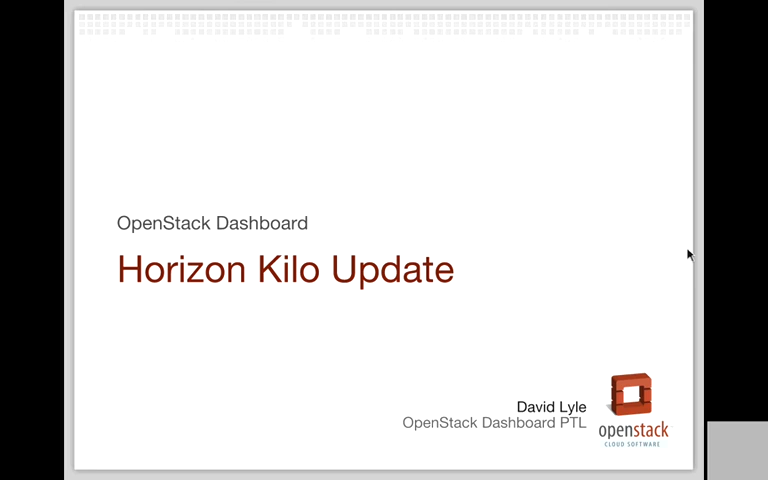 OpenStack Dashboard
Horizon Kilo Update
David Lyle
OpenStack Dashboard PTL
openstack
CLOUD SOFTWARE